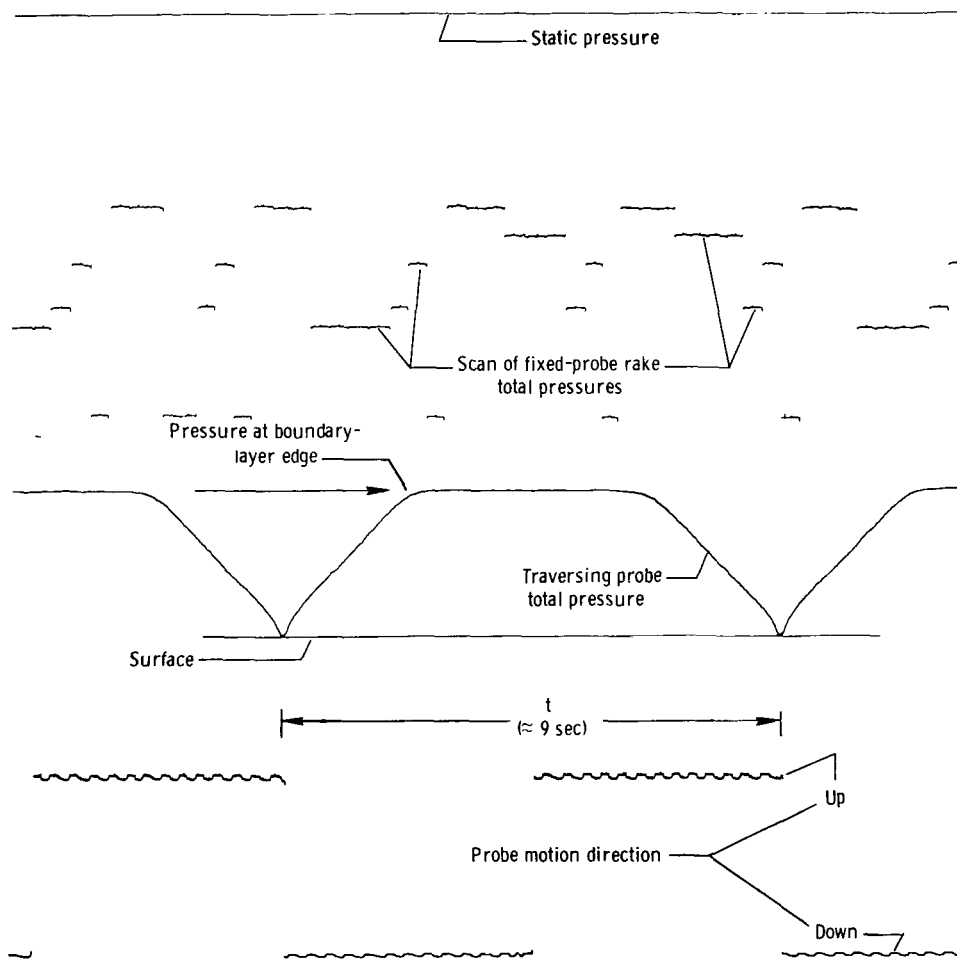 Static pressure
Scan of fixed-probe rake
total pressures
Pressure at boundary-
layer edge
Traversing probe
total pressure
Surface
t
(≈ 9 sec)
Up
Probe motion direction
Down